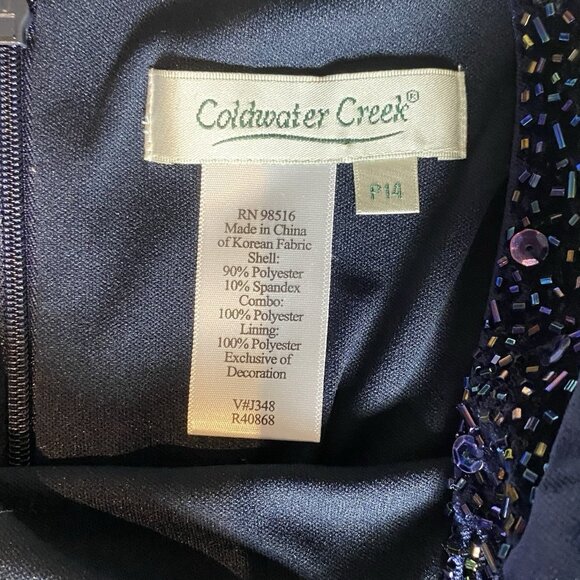 Coldwater Creek®
P14
RN 98516
Made in China
of Korean Fabric
Shell:
90% Polyester
10% Spandex
Combo:
100% Polyester
Lining:
100% Polyester
Exclusive of
Decoration
V#J348
R40868